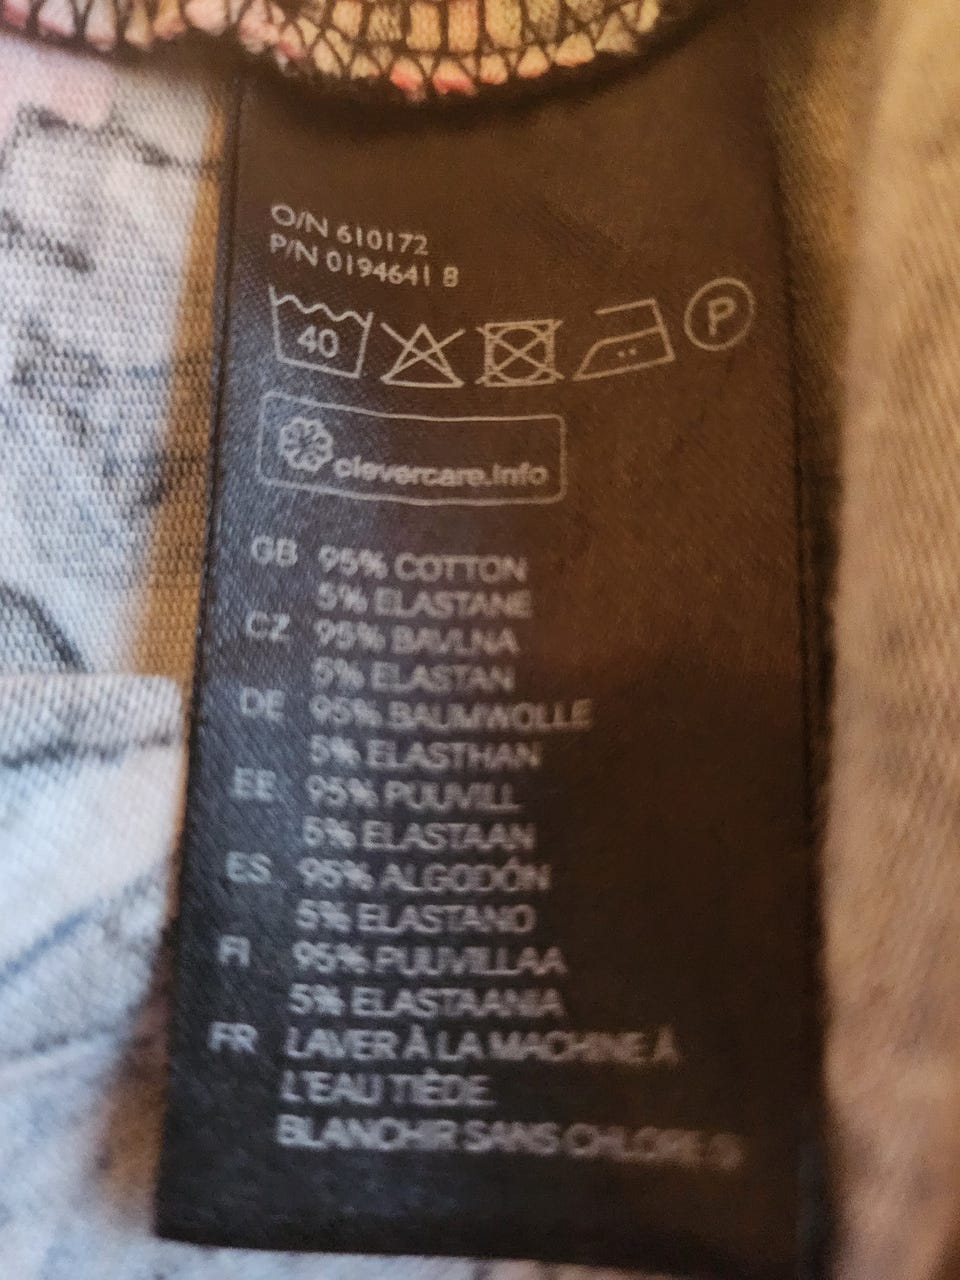 O/N 610172
P/N 0194641 8
40
P
clevercare.info
GB 95% COTTON
5% ELASTANE
CZ 95% BAVLNA
5% ELASTAN
DE 95% BAUMWOLLE
5% ELASTHAN
EE 95% PUUVILL
5% ELASTAAN
ES 95% ALGODÓN
5% ELASTANO
FI 95% PUUVILLAA
5% ELASTAANIA
FR LAVER À LA MACHINE À
L'EAU TIÈDE.
BLANCHIR SANS CHLORE SI